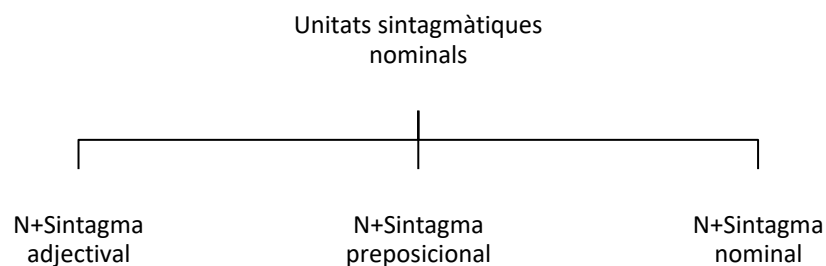 Unitats sintagmàtiques
nominals
N+Sintagma
adjectival
N+Sintagma
preposicional
N+Sintagma
nominal